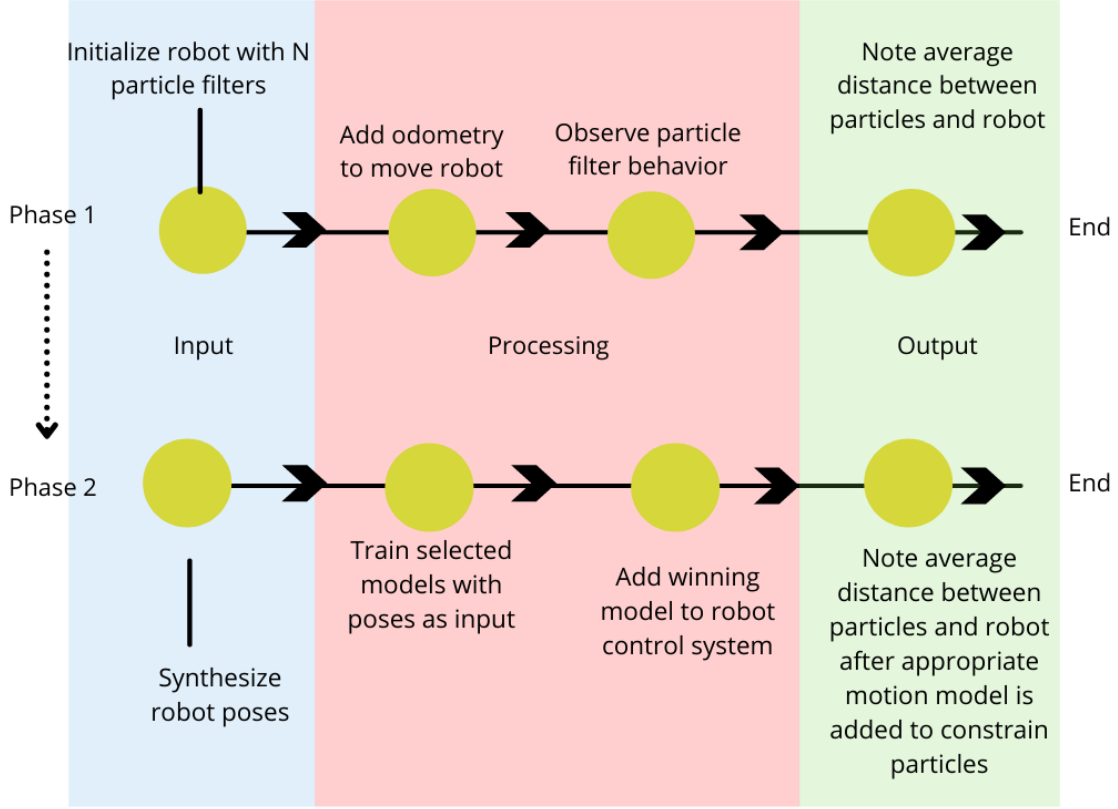 Initialize robot with N
particle filters
Add odometry
to move robot
Observe particle
filter behavior
Note average
distance between
particles and robot
Phase 1
End
Input
Processing
Output
Phase 2
End
Synthesize
robot poses
Train selected
models with
poses as input
Add winning
model to robot
control system
Note average
distance between
particles and robot
after appropriate
motion model is
added to constrain
particles